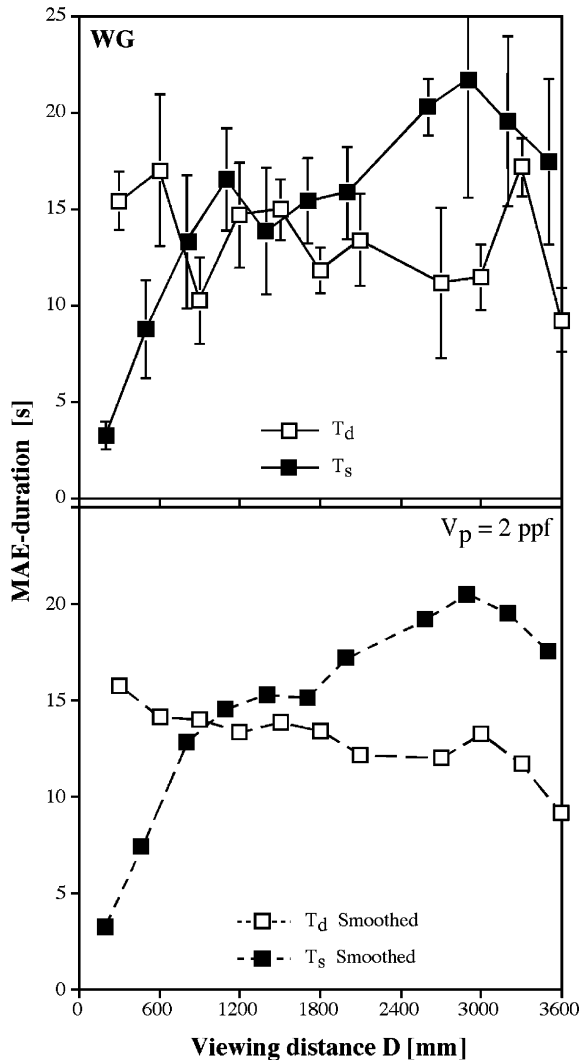 25
WG
20
15
10
5
0
T_d
T_s
MAE-duration [s]
V_p = 2 ppf
20
15
10
5
0
T_d Smoothed
T_s Smoothed
0 600 1200 1800 2400 3000 3600
Viewing distance D [mm]